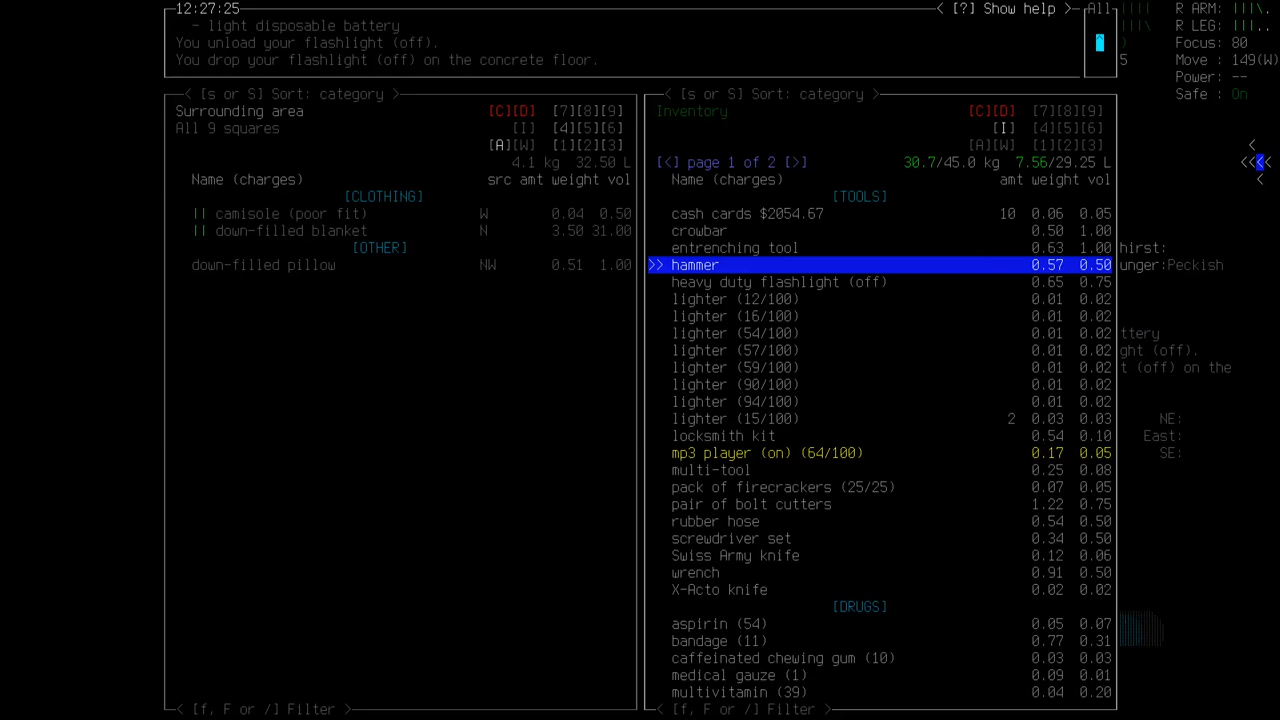 12:27:25 < [?] Show help > All R ARM: |||\.
- light disposable battery R LEG: |||..
You unload your flashlight (off). ^ Focus: 80
You drop your flashlight (off) on the concrete floor. 5 Move : 149(W)
Power: --
< [s or S] Sort: category > < [s or S] Sort: category > Safe : On
Surrounding area [C][D] [7][8][9] Inventory [C][D] [7][8][9]
All 9 squares [I] [4][5][6] [I] [4][5][6]
[A][W] [1][2][3] [A][W] [1][2][3] <
4.1 kg 32.50 L [<] page 1 of 2 [>] 30.7/45.0 kg 7.56/29.25 L <<<<
Name (charges) src amt weight vol Name (charges) amt weight vol <
[CLOTHING] [TOOLS]
|| camisole (poor fit) W 0.04 0.50 cash cards $2054.67 10 0.06 0.05
|| down-filled blanket N 3.50 31.00 crowbar 0.50 1.00
[OTHER] entrenching tool 0.63 1.00 hirst:
down-filled pillow NW 0.51 1.00 >> hammer 0.57 0.50 unger:Peckish
heavy duty flashlight (off) 0.65 0.75
lighter (12/100) 0.01 0.02
lighter (16/100) 0.01 0.02
lighter (54/100) 0.01 0.02 ttery
lighter (57/100) 0.01 0.02 ght (off).
lighter (59/100) 0.01 0.02 t (off) on the
lighter (90/100) 0.01 0.02
lighter (94/100) 0.01 0.02
lighter (15/100) 2 0.03 0.03 NE:
locksmith kit 0.54 0.10 East:
mp3 player (on) (64/100) 0.17 0.05 SE:
multi-tool 0.25 0.08
pack of firecrackers (25/25) 0.07 0.05
pair of bolt cutters 1.22 0.75
rubber hose 0.54 0.50
screwdriver set 0.34 0.50
Swiss Army knife 0.12 0.06
wrench 0.91 0.50
X-Acto knife 0.02 0.02
[DRUGS]
aspirin (54) 0.05 0.07
bandage (11) 0.77 0.31
caffeinated chewing gum (10) 0.03 0.03
medical gauze (1) 0.09 0.01
multivitamin (39) 0.04 0.20
< [f, F or /] Filter > < [f, F or /] Filter >